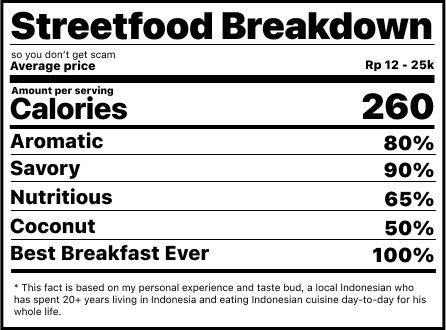 Streetfood Breakdown
so you don't get scam
Average price Rp 12 - 25k
Amount per serving
Calories 260
Aromatic 80%
Savory 90%
Nutritious 65%
Coconut 50%
Best Breakfast Ever 100%
* This fact is based on my personal experience and taste bud, a local Indonesian who
has spent 20+ years living in Indonesia and eating Indonesian cuisine day-to-day for his
whole life.